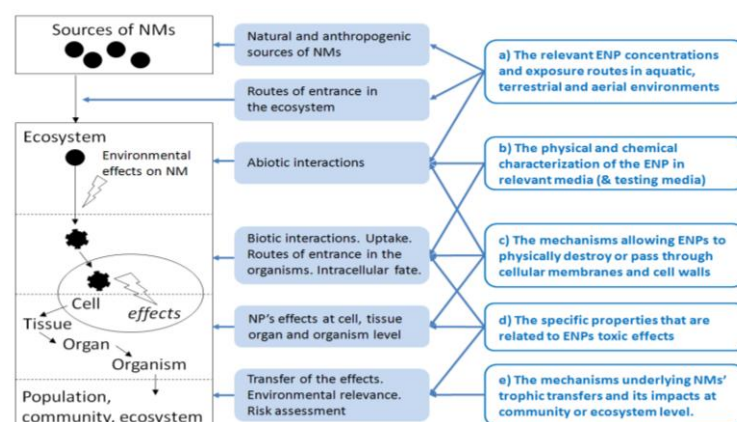 Sources of NMs
Ecosystem
Environmental
effects on NM
Cell
effects
Tissue
Organ
Organism
Population,
community, ecosystem
Natural and anthropogenic
sources of NMs
Routes of entrance in
the ecosystem
Abiotic interactions
Biotic interactions. Uptake.
Routes of entrance in the
organisms. Intracellular fate.
NP's effects at cell, tissue
organ and organism level
Transfer of the effects.
Environmental relevance.
Risk assessment
a) The relevant ENP concentrations
and exposure routes in aquatic,
terrestrial and aerial environments
b) The physical and chemical
characterization of the ENP in
relevant media (& testing media)
c) The mechanisms allowing ENPs to
physically destroy or pass through
cellular membranes and cell walls
d) The specific properties that are
related to ENPs toxic effects
e) The mechanisms underlying NMs'
trophic transfers and its impacts at
community or ecosystem level.